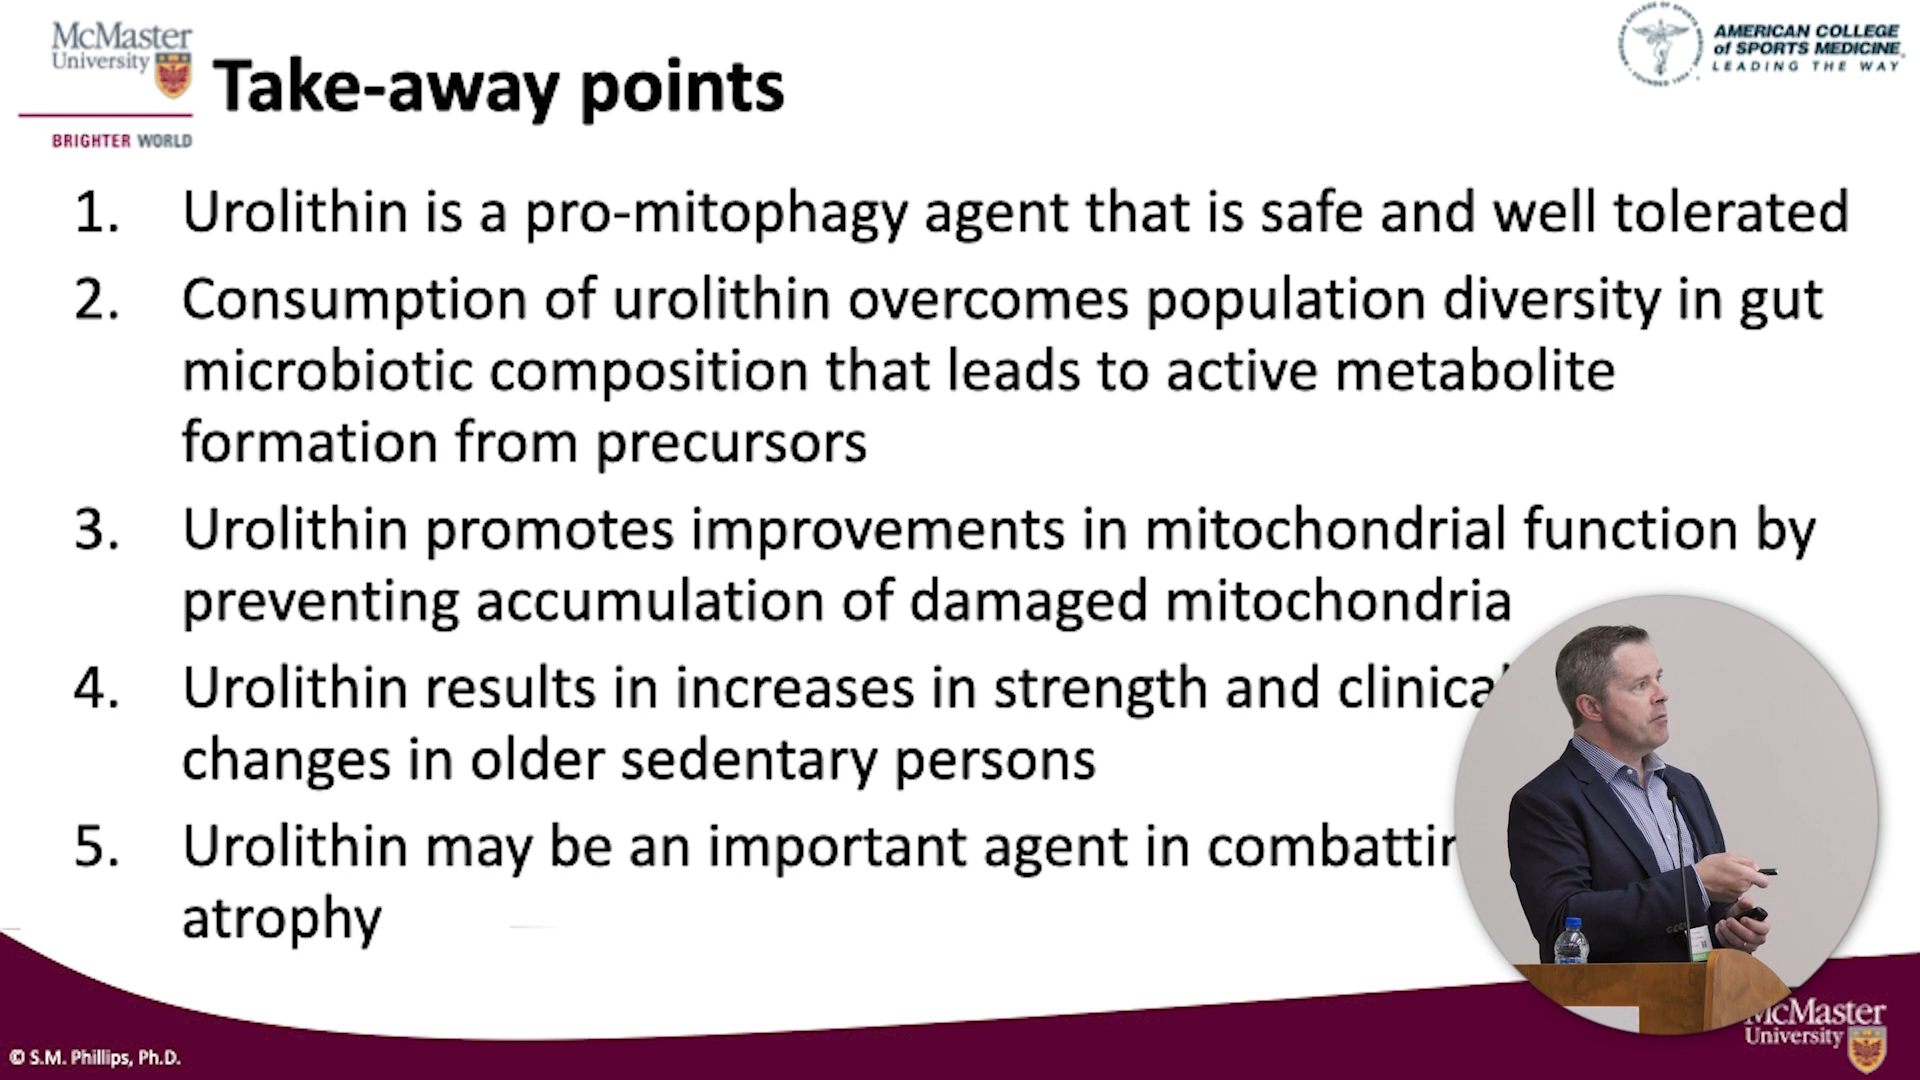 McMaster
University
BRIGHTER WORLD
Take-away points
AMERICAN COLLEGE
of SPORTS MEDICINE
LEADING THE WAY
1. Urolithin is a pro-mitophagy agent that is safe and well tolerated
2. Consumption of urolithin overcomes population diversity in gut
microbiotic composition that leads to active metabolite
formation from precursors
3. Urolithin promotes improvements in mitochondrial function by
preventing accumulation of damaged mitochondria
4. Urolithin results in increases in strength and clinical
changes in older sedentary persons
5. Urolithin may be an important agent in
atrophy
© S.M. Phillips, Ph.D.
McMaster
University